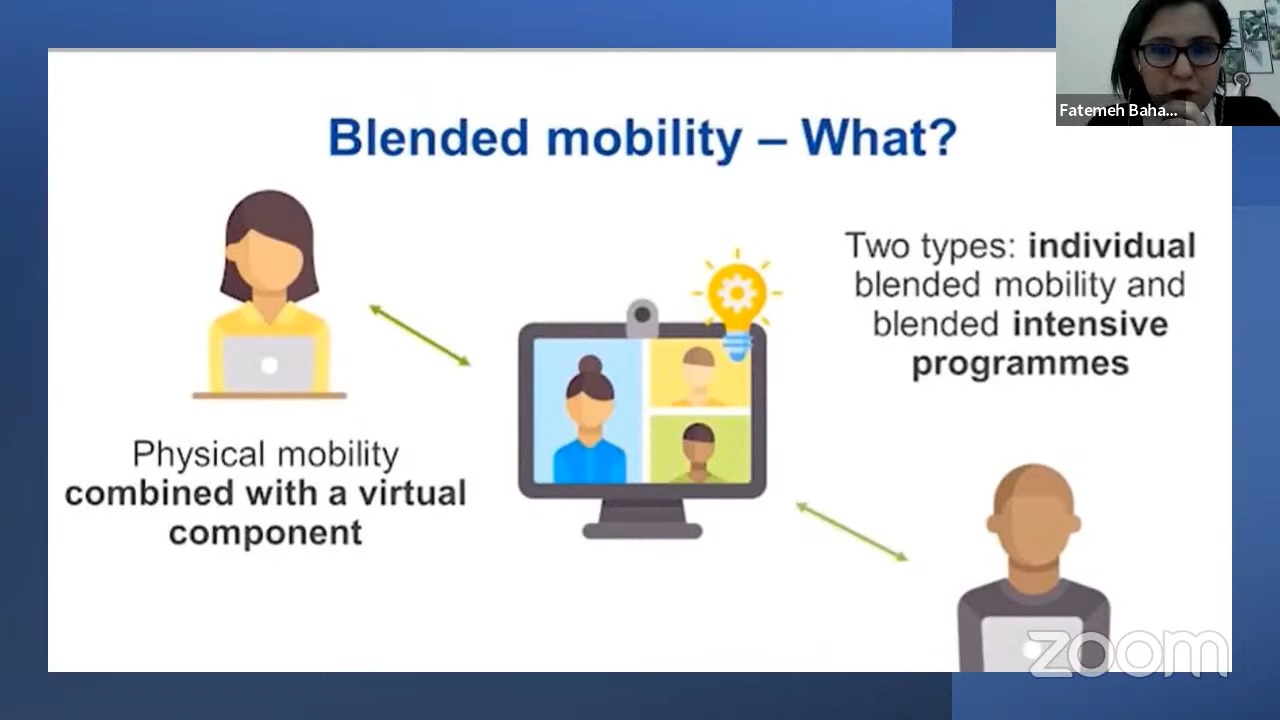 Fatemeh Baha...
Blended mobility – What?
Two types: individual
blended mobility and
blended intensive
programmes
Physical mobility
combined with a virtual
component
zoom